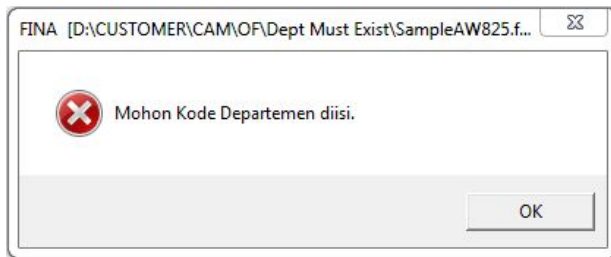 FINA [D:\CUSTOMER\CAM\OF\Dept Must Exist\SampleAW825.f...
Mohon Kode Departemen diisi.
OK